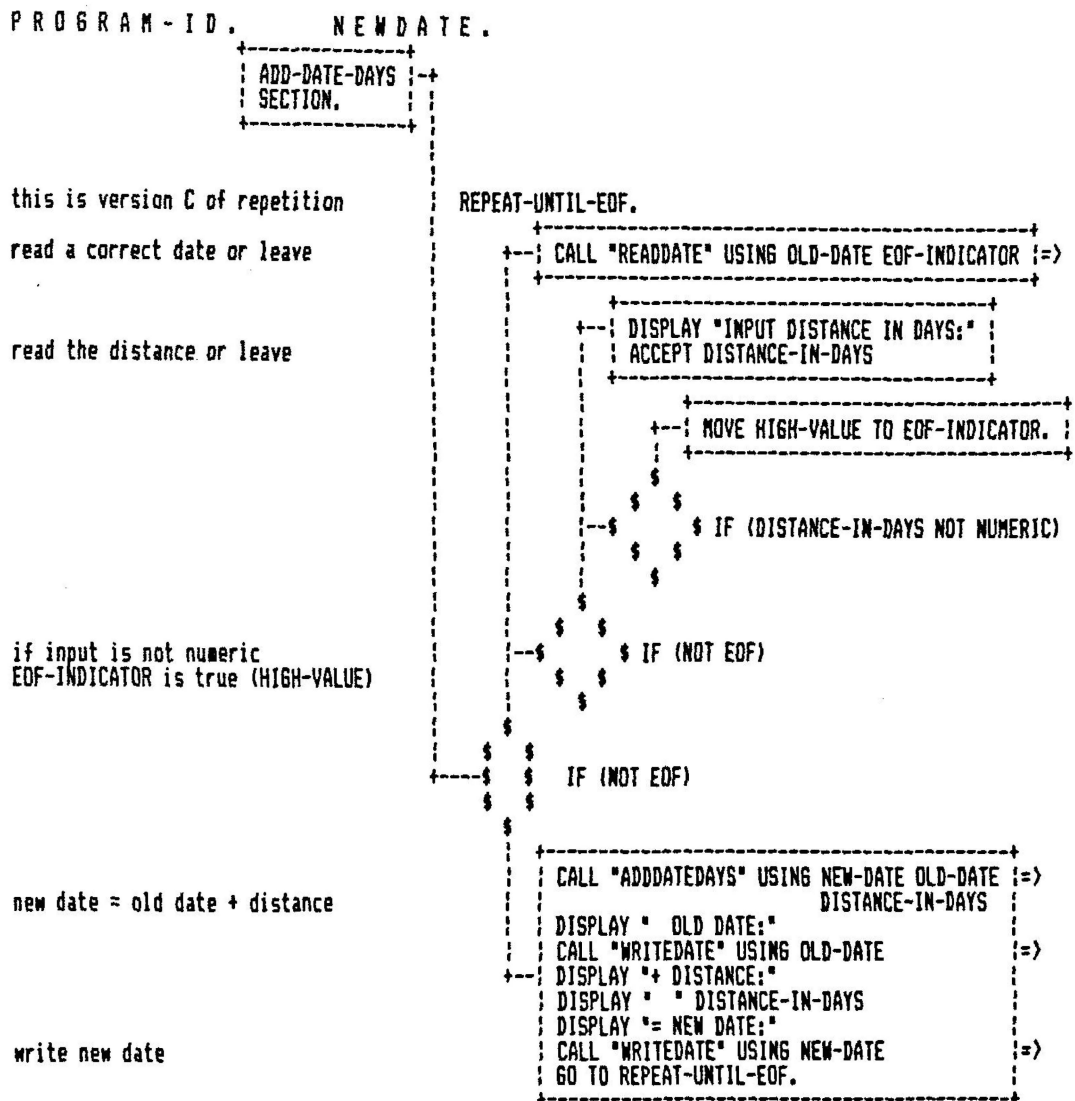 PROGRAM-ID. NEWDATE.
ADD-DATE-DAYS
SECTION.
this is version C of repetition REPEAT-UNTIL-EOF.
read a correct date or leave CALL "READDATE" USING OLD-DATE EOF-INDICATOR =>
DISPLAY "INPUT DISTANCE IN DAYS:"
read the distance or leave ACCEPT DISTANCE-IN-DAYS
MOVE HIGH-VALUE TO EOF-INDICATOR.
IF (DISTANCE-IN-DAYS NOT NUMERIC)
if input is not numeric IF (NOT EOF)
EOF-INDICATOR is true (HIGH-VALUE)
IF (NOT EOF)
CALL "ADDDATEDAYS" USING NEW-DATE OLD-DATE =>
new date = old date + distance DISTANCE-IN-DAYS
DISPLAY "  OLD DATE:"
CALL "WRITEDATE" USING OLD-DATE =>
DISPLAY "+ DISTANCE:"
DISPLAY "  " DISTANCE-IN-DAYS
DISPLAY "= NEW DATE:"
write new date CALL "WRITEDATE" USING NEW-DATE =>
GO TO REPEAT-UNTIL-EOF.